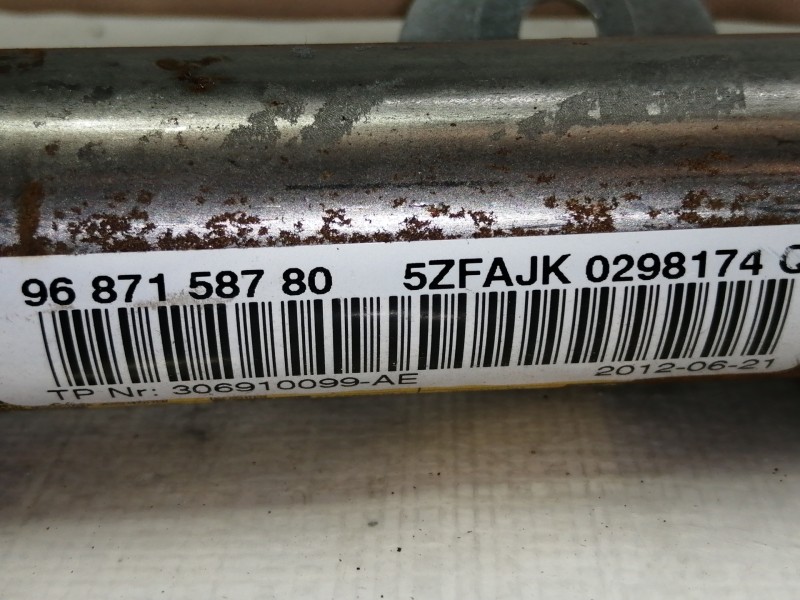 96 871 587 80 5ZFAJK 0298174
TP Nr: 306910099-AE 2012-06-21